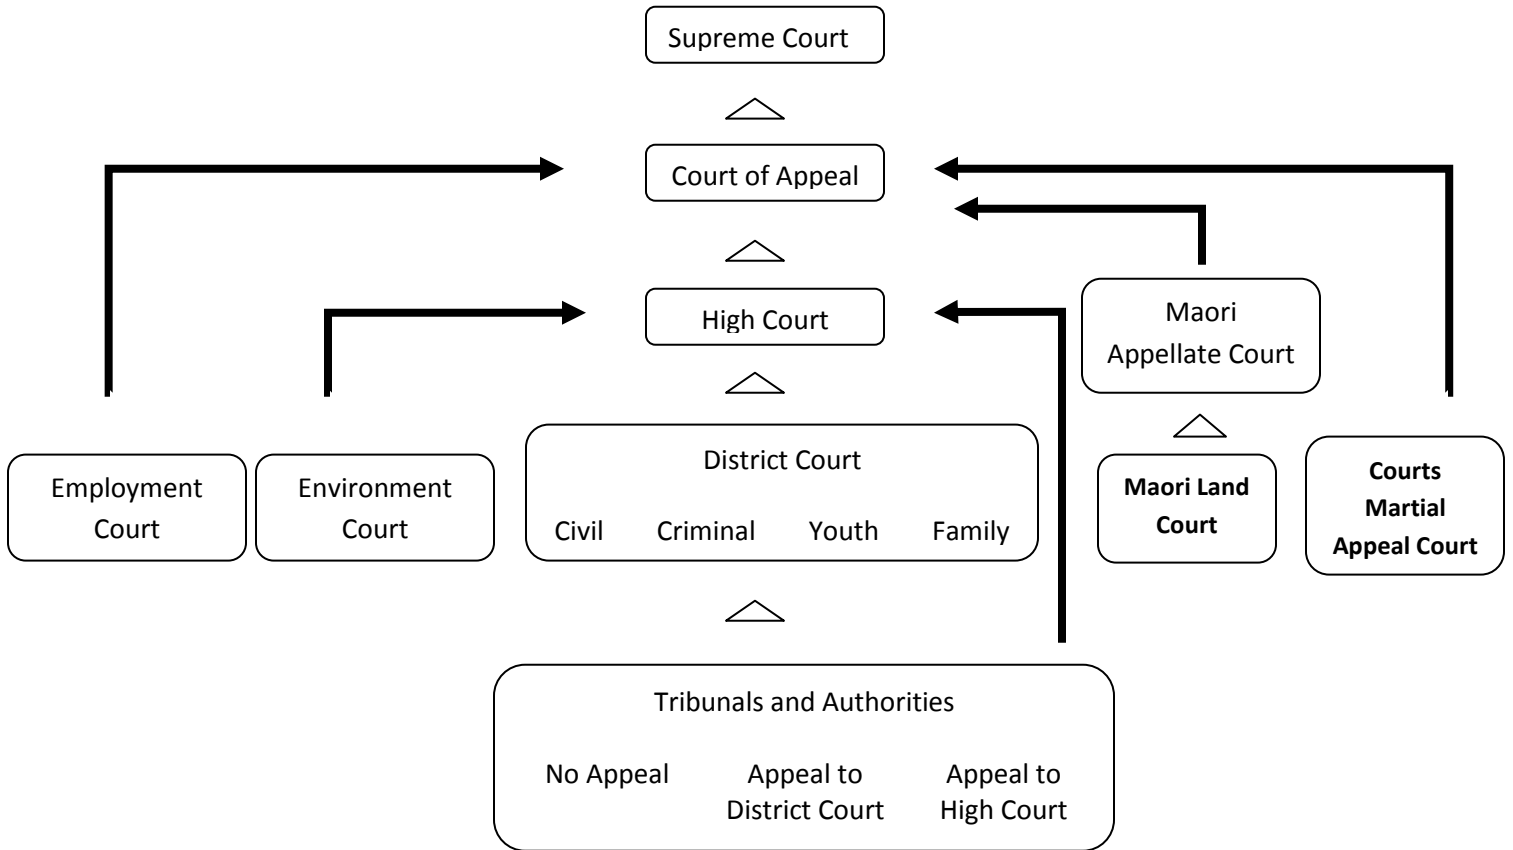 Supreme Court
Court of Appeal
High Court
Maori
Appellate Court
Employment
Court
Environment
Court
District Court
Civil Criminal Youth Family
Maori Land
Court
Courts
Martial
Appeal Court
Tribunals and Authorities
No Appeal
Appeal to
District Court
Appeal to
High Court